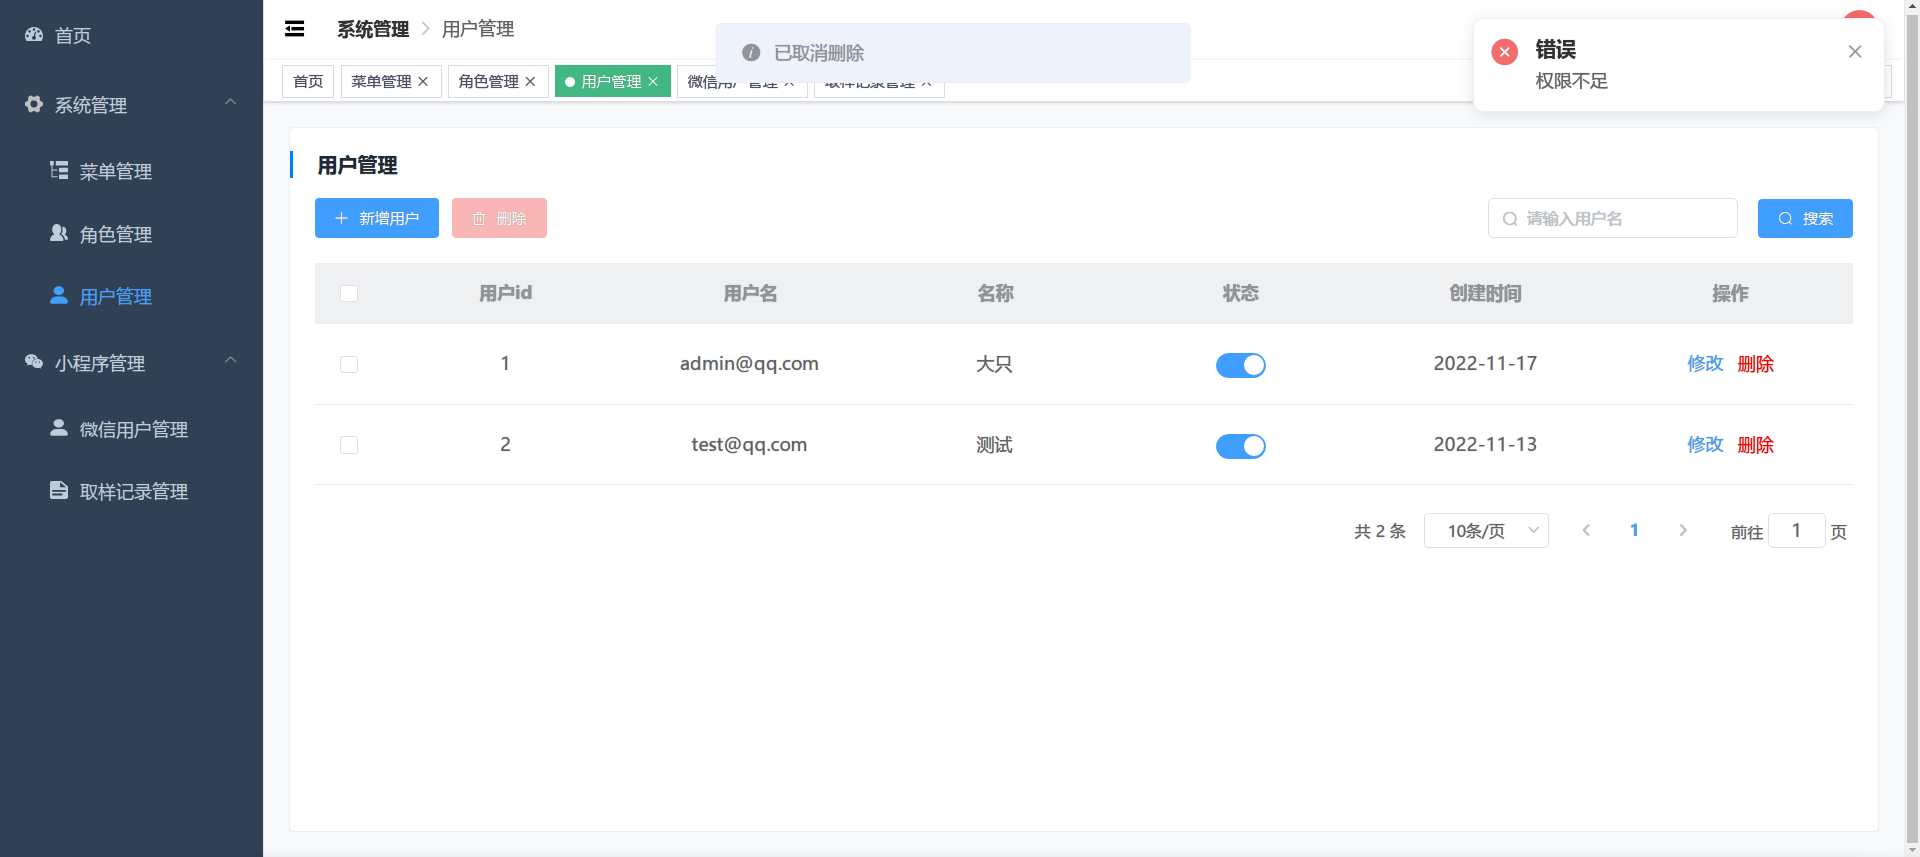 首页
系统管理
菜单管理
角色管理
用户管理
小程序管理
微信用户管理
取样记录管理
系统管理 用户管理
已取消删除
错误
权限不足
首页 菜单管理 角色管理 用户管理 微信用户管理 取样记录管理
用户管理
新增用户 删除 请输入用户名 搜索
用户id 用户名 名称 状态 创建时间 操作
1 admin@qq.com 大只 2022-11-17 修改 删除
2 test@qq.com 测试 2022-11-13 修改 删除
共 2 条 10条/页 1 前往 1 页